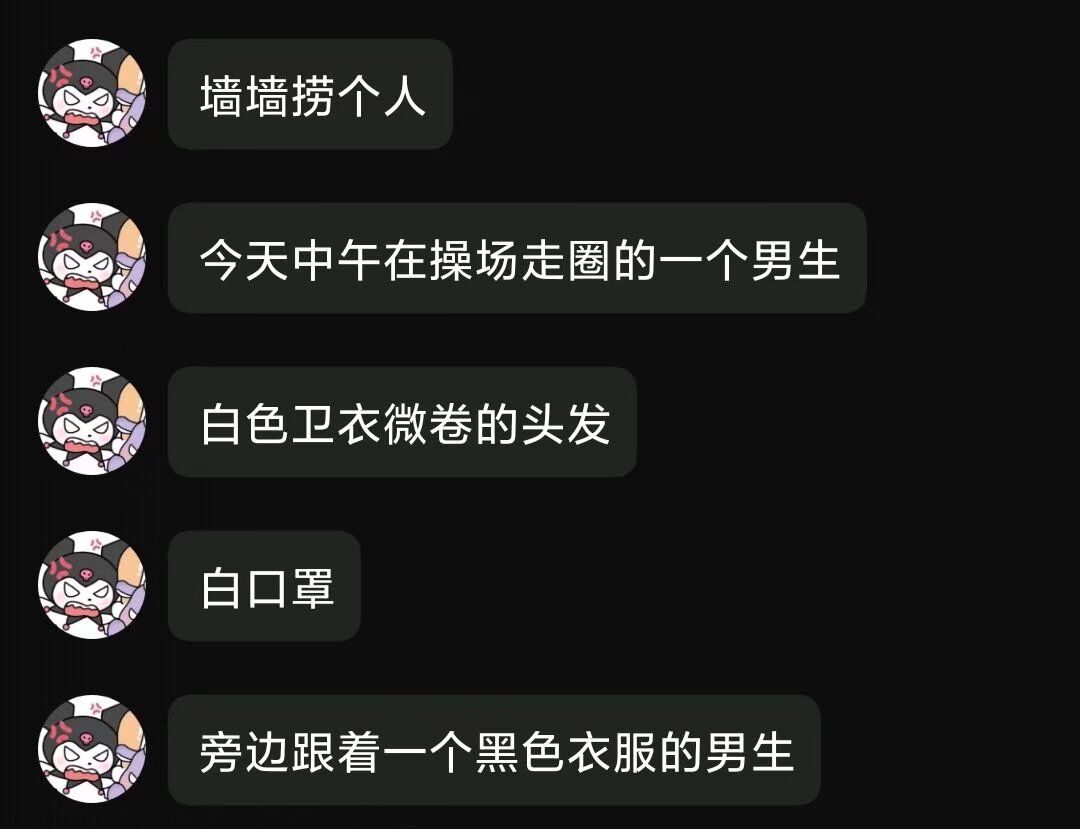 墙墙捞个人
今天中午在操场走圈的一个男生
白色卫衣微卷的头发
白口罩
旁边跟着一个黑色衣服的男生